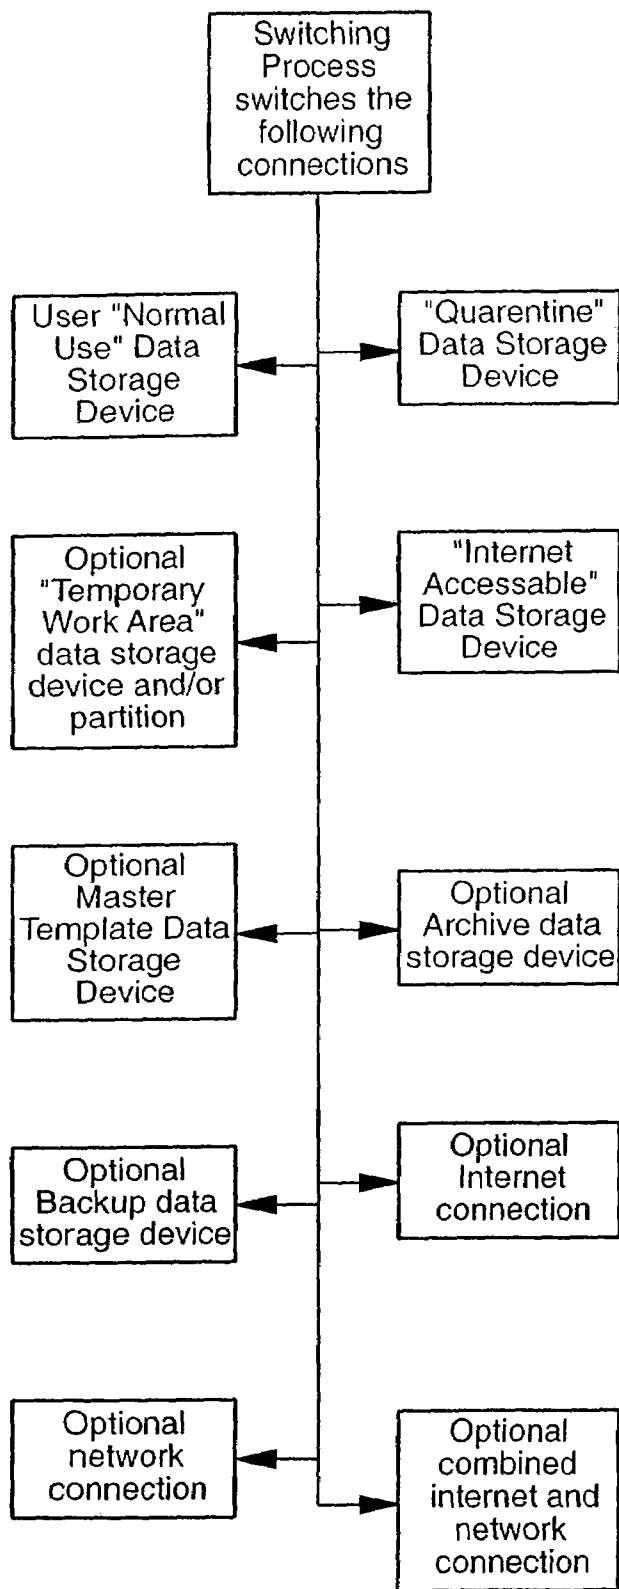 Switching
Process
switches the
following
connections
User "Normal
Use" Data
Storage
Device
"Quarentine"
Data Storage
Device
Optional
"Temporary
Work Area"
data storage
device and/or
partition
"Internet
Accessable"
Data Storage
Device
Optional
Master
Template Data
Storage
Device
Optional
Archive data
storage device
Optional
Backup data
storage device
Optional
Internet
connection
Optional
network
connection
Optional
combined
internet and
network
connection